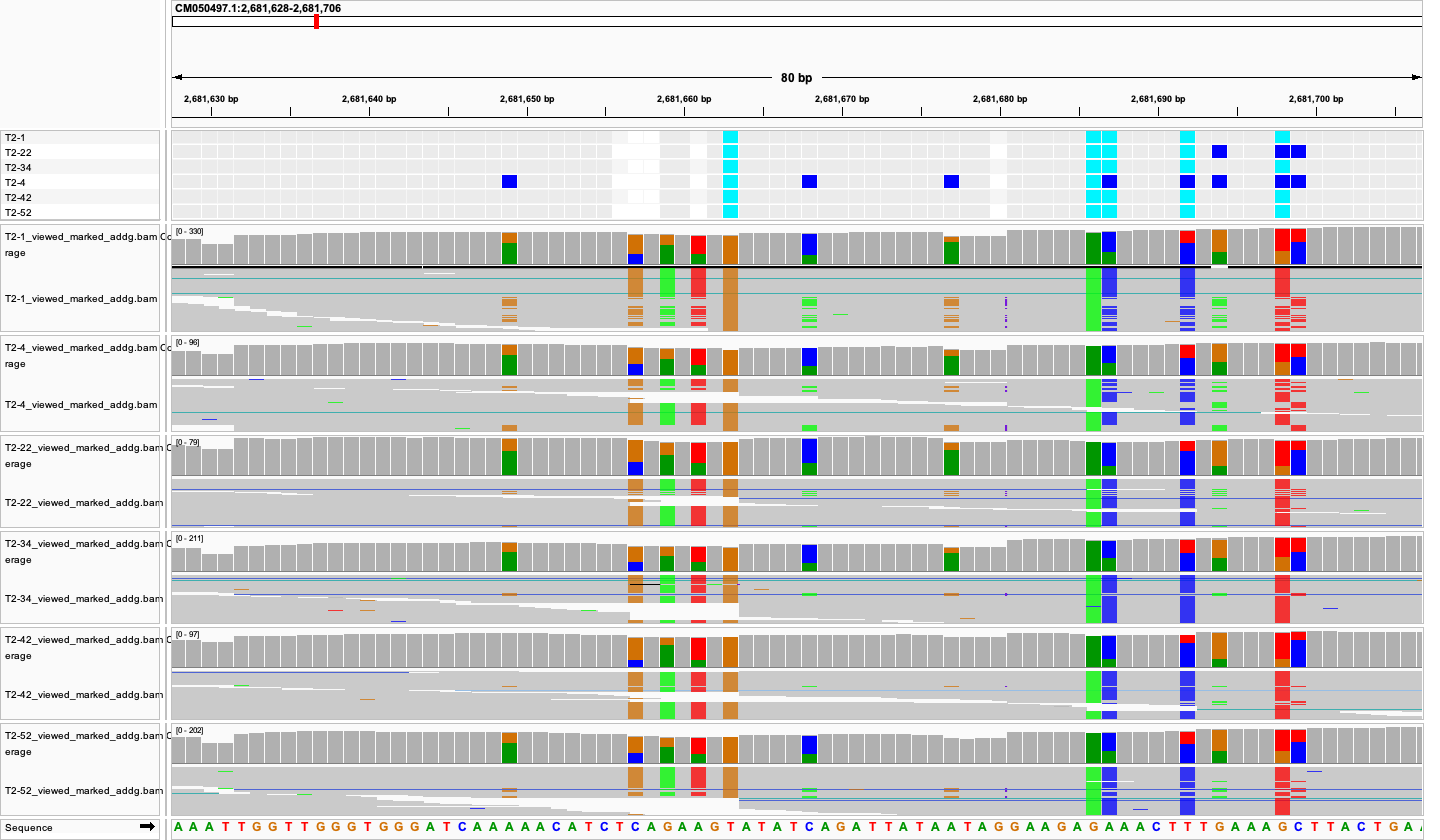 CM050497.1:2,681,628-2,681,706
80 bp
2,681,630 bp 2,681,640 bp 2,681,650 bp 2,681,660 bp 2,681,670 bp 2,681,680 bp 2,681,690 bp 2,681,700 bp
T2-1
T2-22
T2-34
T2-4
T2-42
T2-52
T2-1_viewed_marked_addg.bam Co [0 - 330]
rage
T2-1_viewed_marked_addg.bam
T2-4_viewed_marked_addg.bam Co [0 - 96]
rage
T2-4_viewed_marked_addg.bam
T2-22_viewed_marked_addg.bam C [0 - 79]
erage
T2-22_viewed_marked_addg.bam
T2-34_viewed_marked_addg.bam C [0 - 211]
erage
T2-34_viewed_marked_addg.bam
T2-42_viewed_marked_addg.bam C [0 - 97]
erage
T2-42_viewed_marked_addg.bam
T2-52_viewed_marked_addg.bam C [0 - 202]
erage
T2-52_viewed_marked_addg.bam
Sequence A A A T T G G T T G G G T G G G A T C A A A A A C A T C T C A G A A G T A T A T C A G A T T A T A A T A G G A A G A G A A A C T T T G A A A G C T T A C T G A